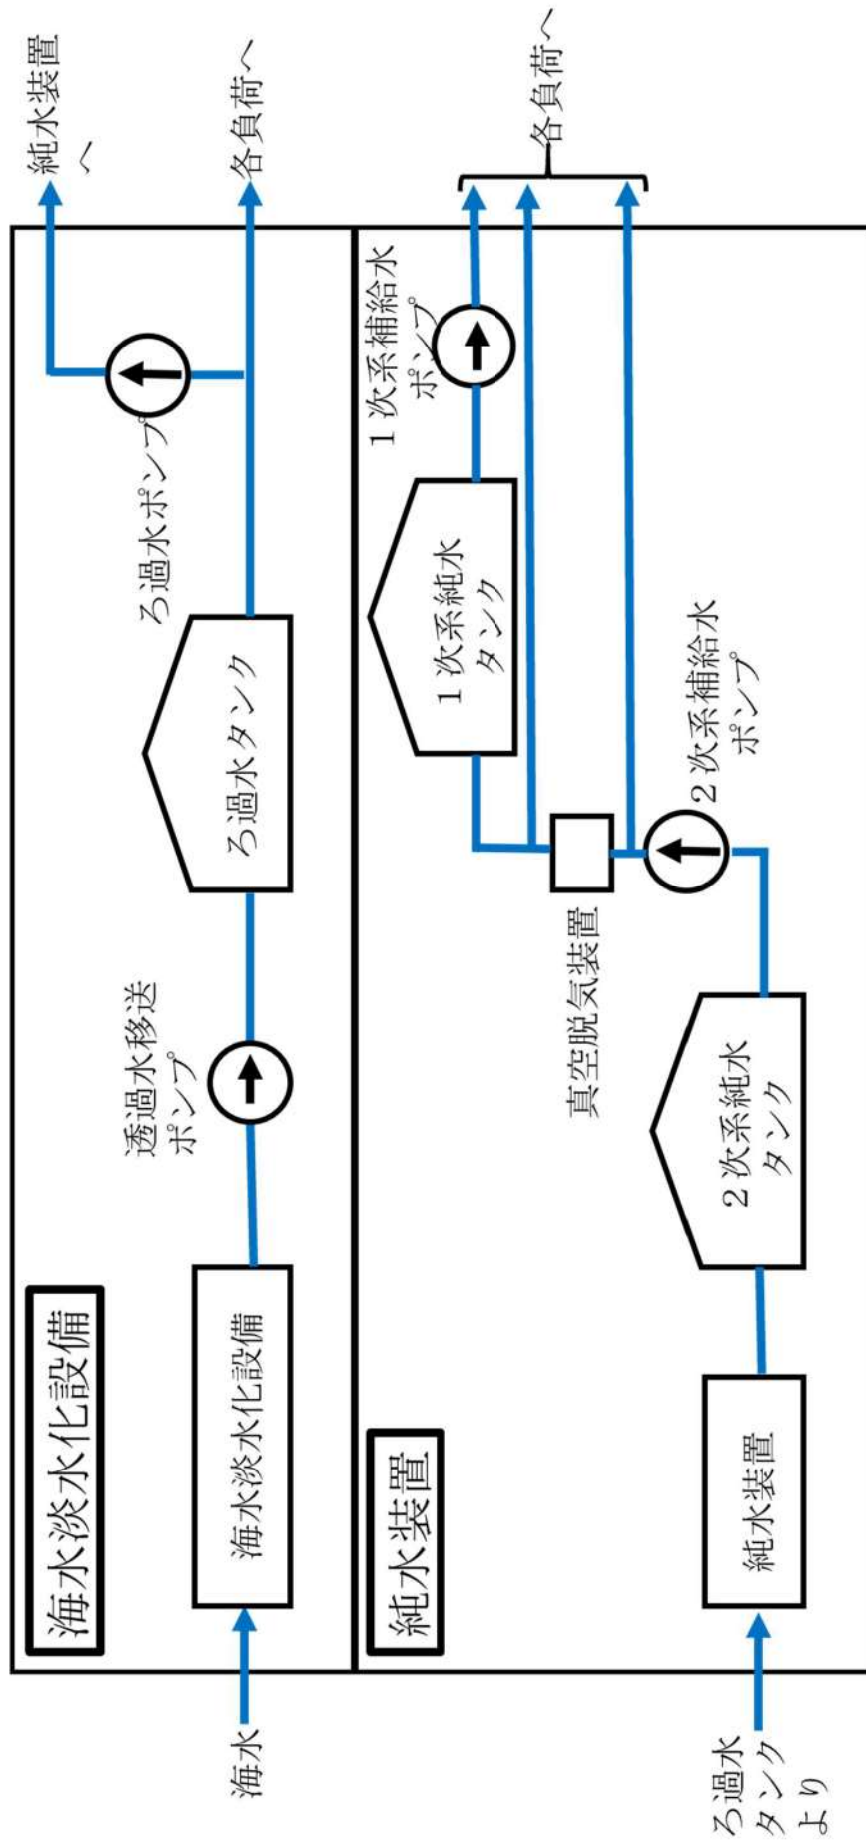 海水淡水化設備
海水
海水淡水化設備
透過水移送
ポンプ
ろ過水タンク
ろ過水ポンプ
純水装置
へ
各負荷へ
純水装置
ろ過水
タンク
より
純水装置
2次系純水
タンク
2次系補給水
ポンプ
真空脱気装置
1次系純水
タンク
1次系補給水
ポンプ
各負荷へ